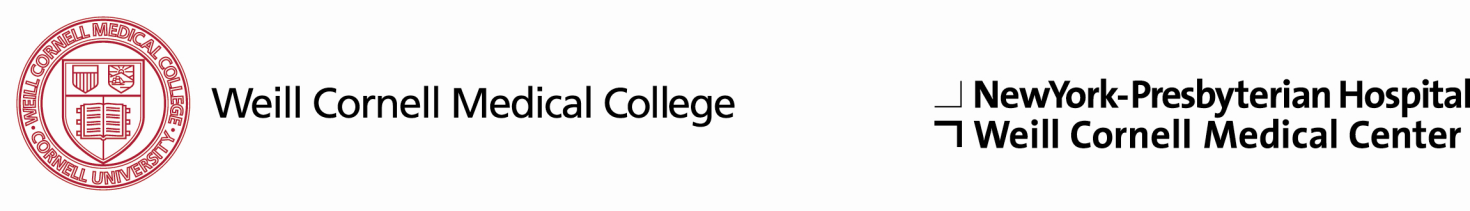 WEILL CORNELL MEDICAL COLLEGE
CORNELL UNIVERSITY
Weill Cornell Medical College
NewYork-Presbyterian Hospital
Weill Cornell Medical Center